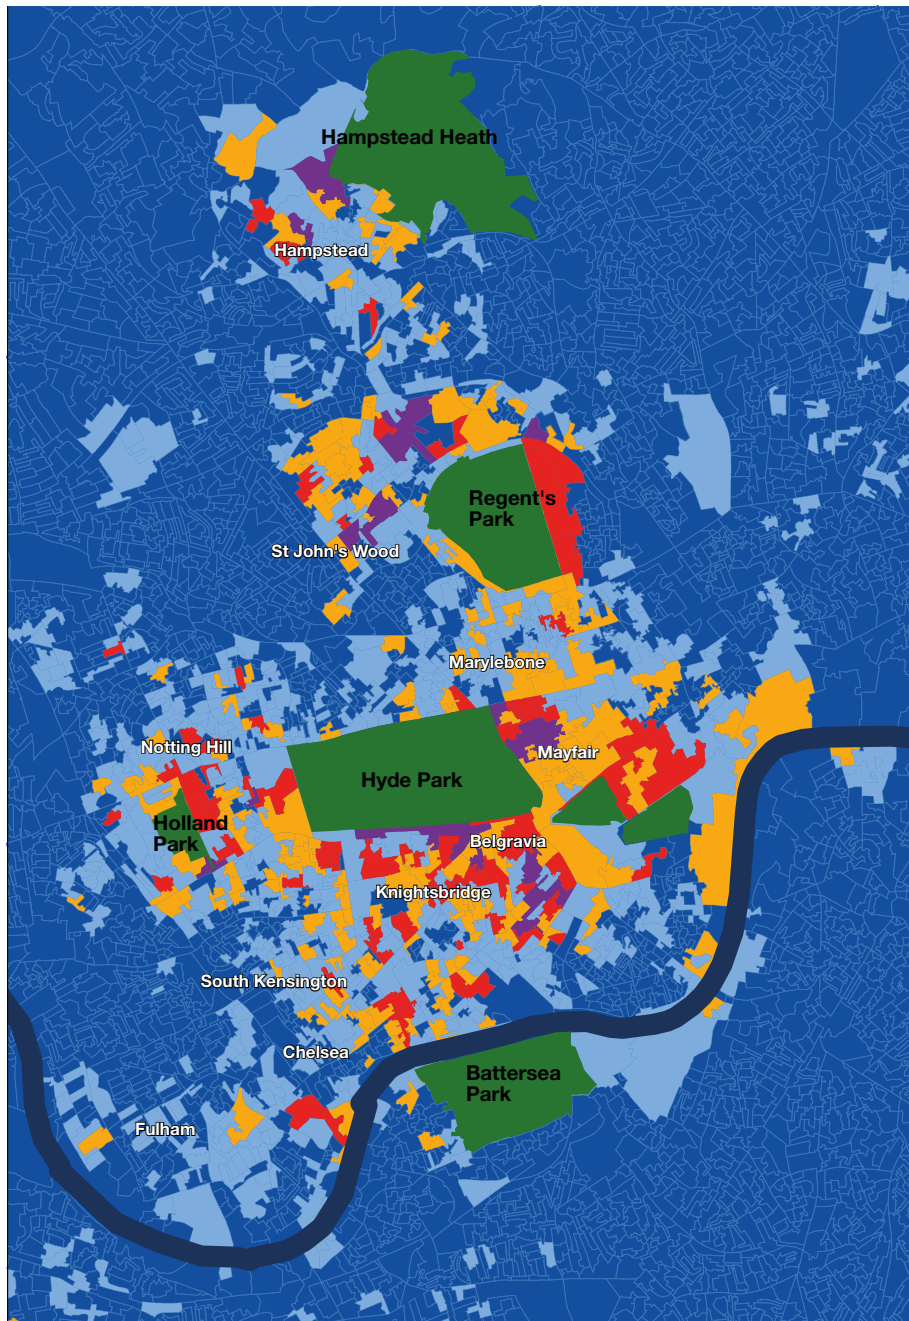 Hampstead Heath
Hampstead
Regent's
Park
St John's Wood
Marylebone
Notting Hill
Mayfair
Hyde Park
Holland
Park
Belgravia
Knightsbridge
South Kensington
Chelsea
Battersea
Park
Fulham